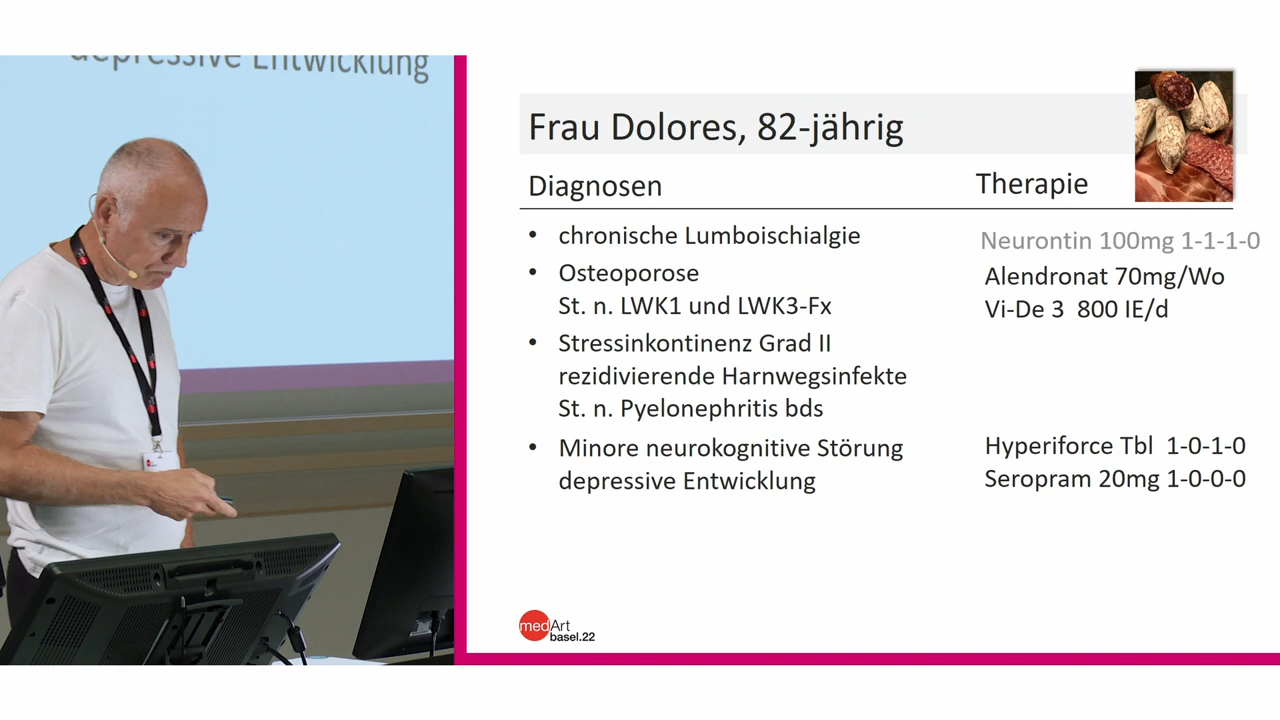 depressive Entwicklung
Frau Dolores, 82-jährig
Diagnosen
Therapie
• chronische Lumboischialgie
Neurontin 100mg 1-1-1-0
• Osteoporose
St. n. LWK1 und LWK3-Fx
Alendronat 70mg/Wo
Vi-De 3 800 IE/d
• Stressinkontinenz Grad II
rezidivierende Harnwegsinfekte
St. n. Pyelonephritis bds
• Minore neurokognitive Störung
depressive Entwicklung
Hyperiforce Tbl 1-0-1-0
Seropram 20mg 1-0-0-0
medArt
basel.22